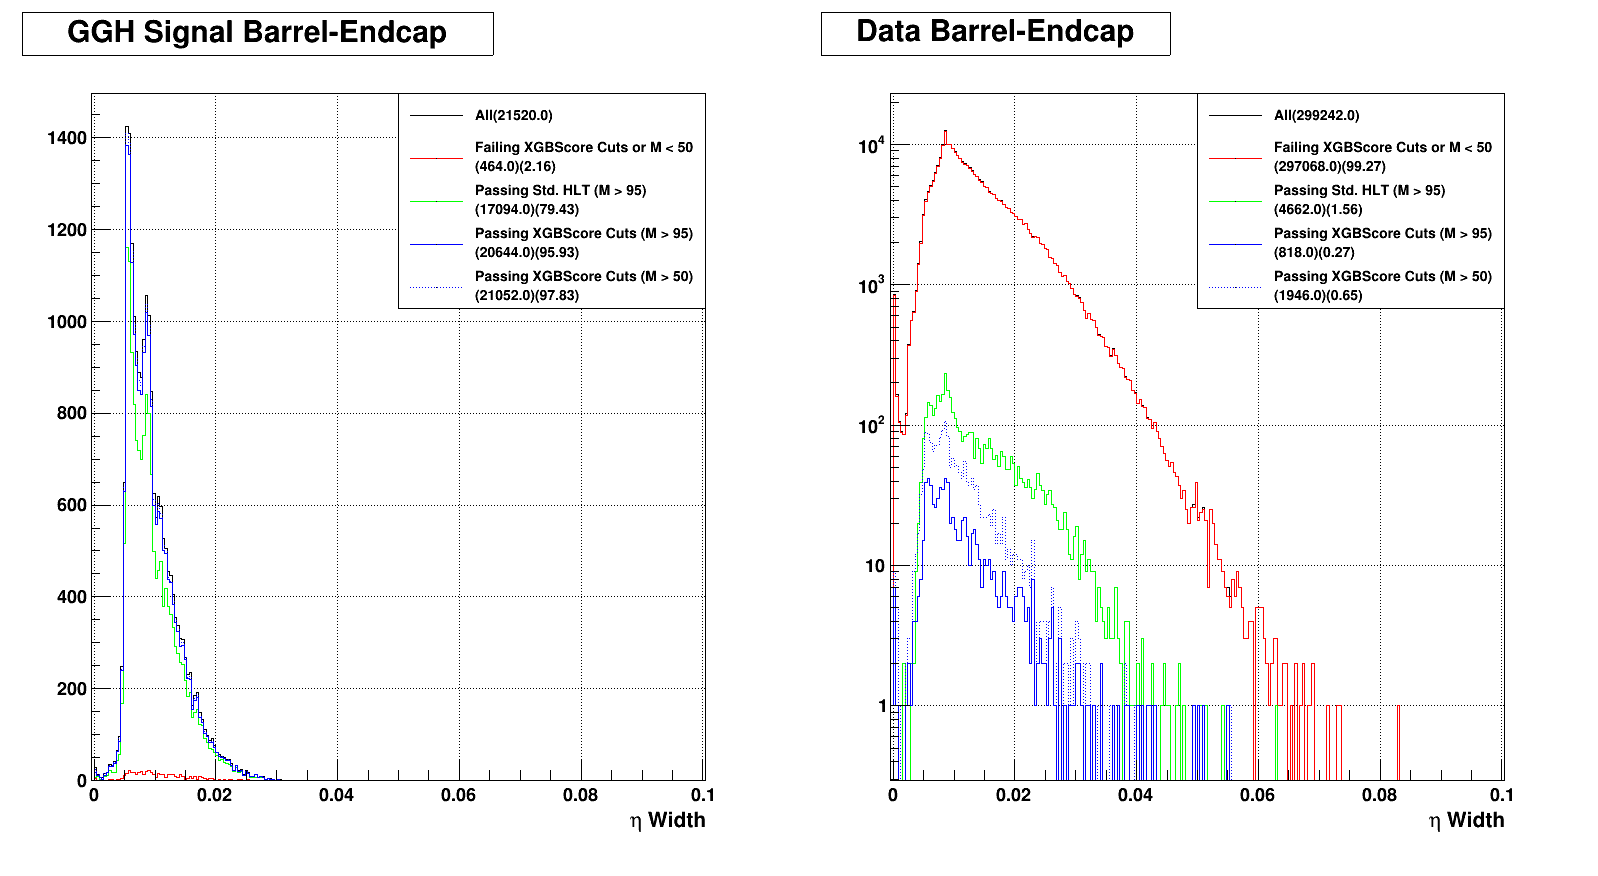 GGH Signal Barrel-Endcap
All(21520.0)
Failing XGBScore Cuts or M < 50
(464.0)(2.16)
Passing Std. HLT (M > 95)
(17094.0)(79.43)
Passing XGBScore Cuts (M > 95)
(20644.0)(95.93)
Passing XGBScore Cuts (M > 50)
(21052.0)(97.83)
1400
1200
1000
800
600
400
200
0
0 0.02 0.04 0.06 0.08 0.1
η Width
Data Barrel-Endcap
All(299242.0)
Failing XGBScore Cuts or M < 50
(297068.0)(99.27)
Passing Std. HLT (M > 95)
(4662.0)(1.56)
Passing XGBScore Cuts (M > 95)
(818.0)(0.27)
Passing XGBScore Cuts (M > 50)
(1946.0)(0.65)
10⁴
10³
10²
10
1
0 0.02 0.04 0.06 0.08 0.1
η Width